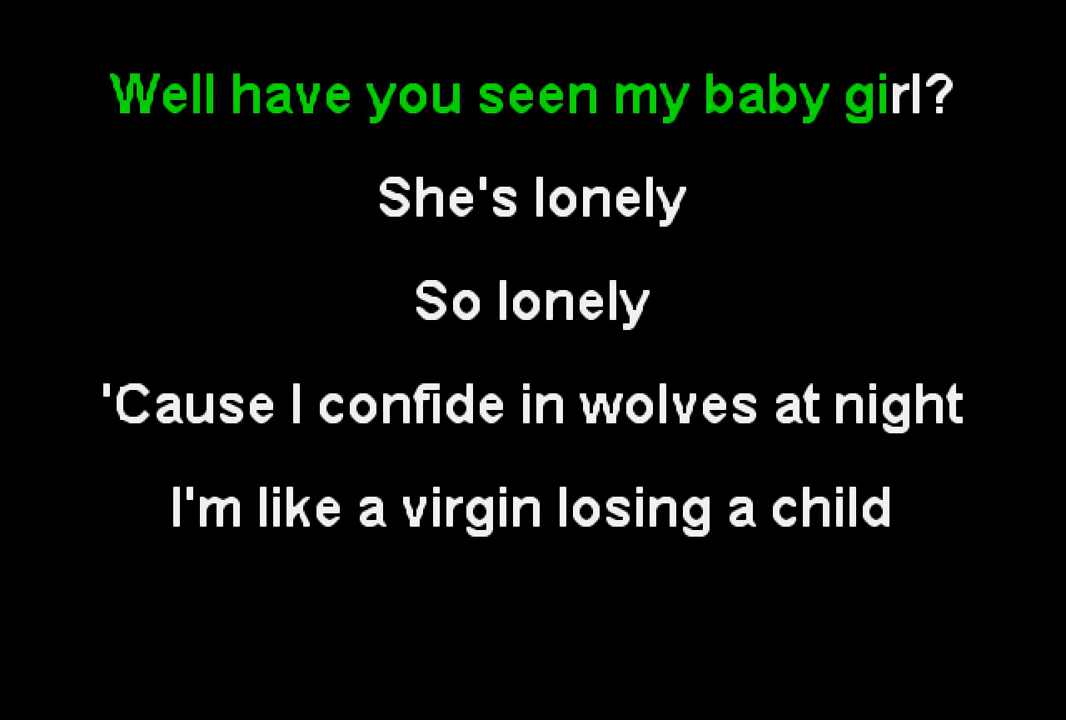 Well have you seen my baby girl?
She's lonely
So lonely
'Cause I confide in wolves at night
I'm like a virgin losing a child